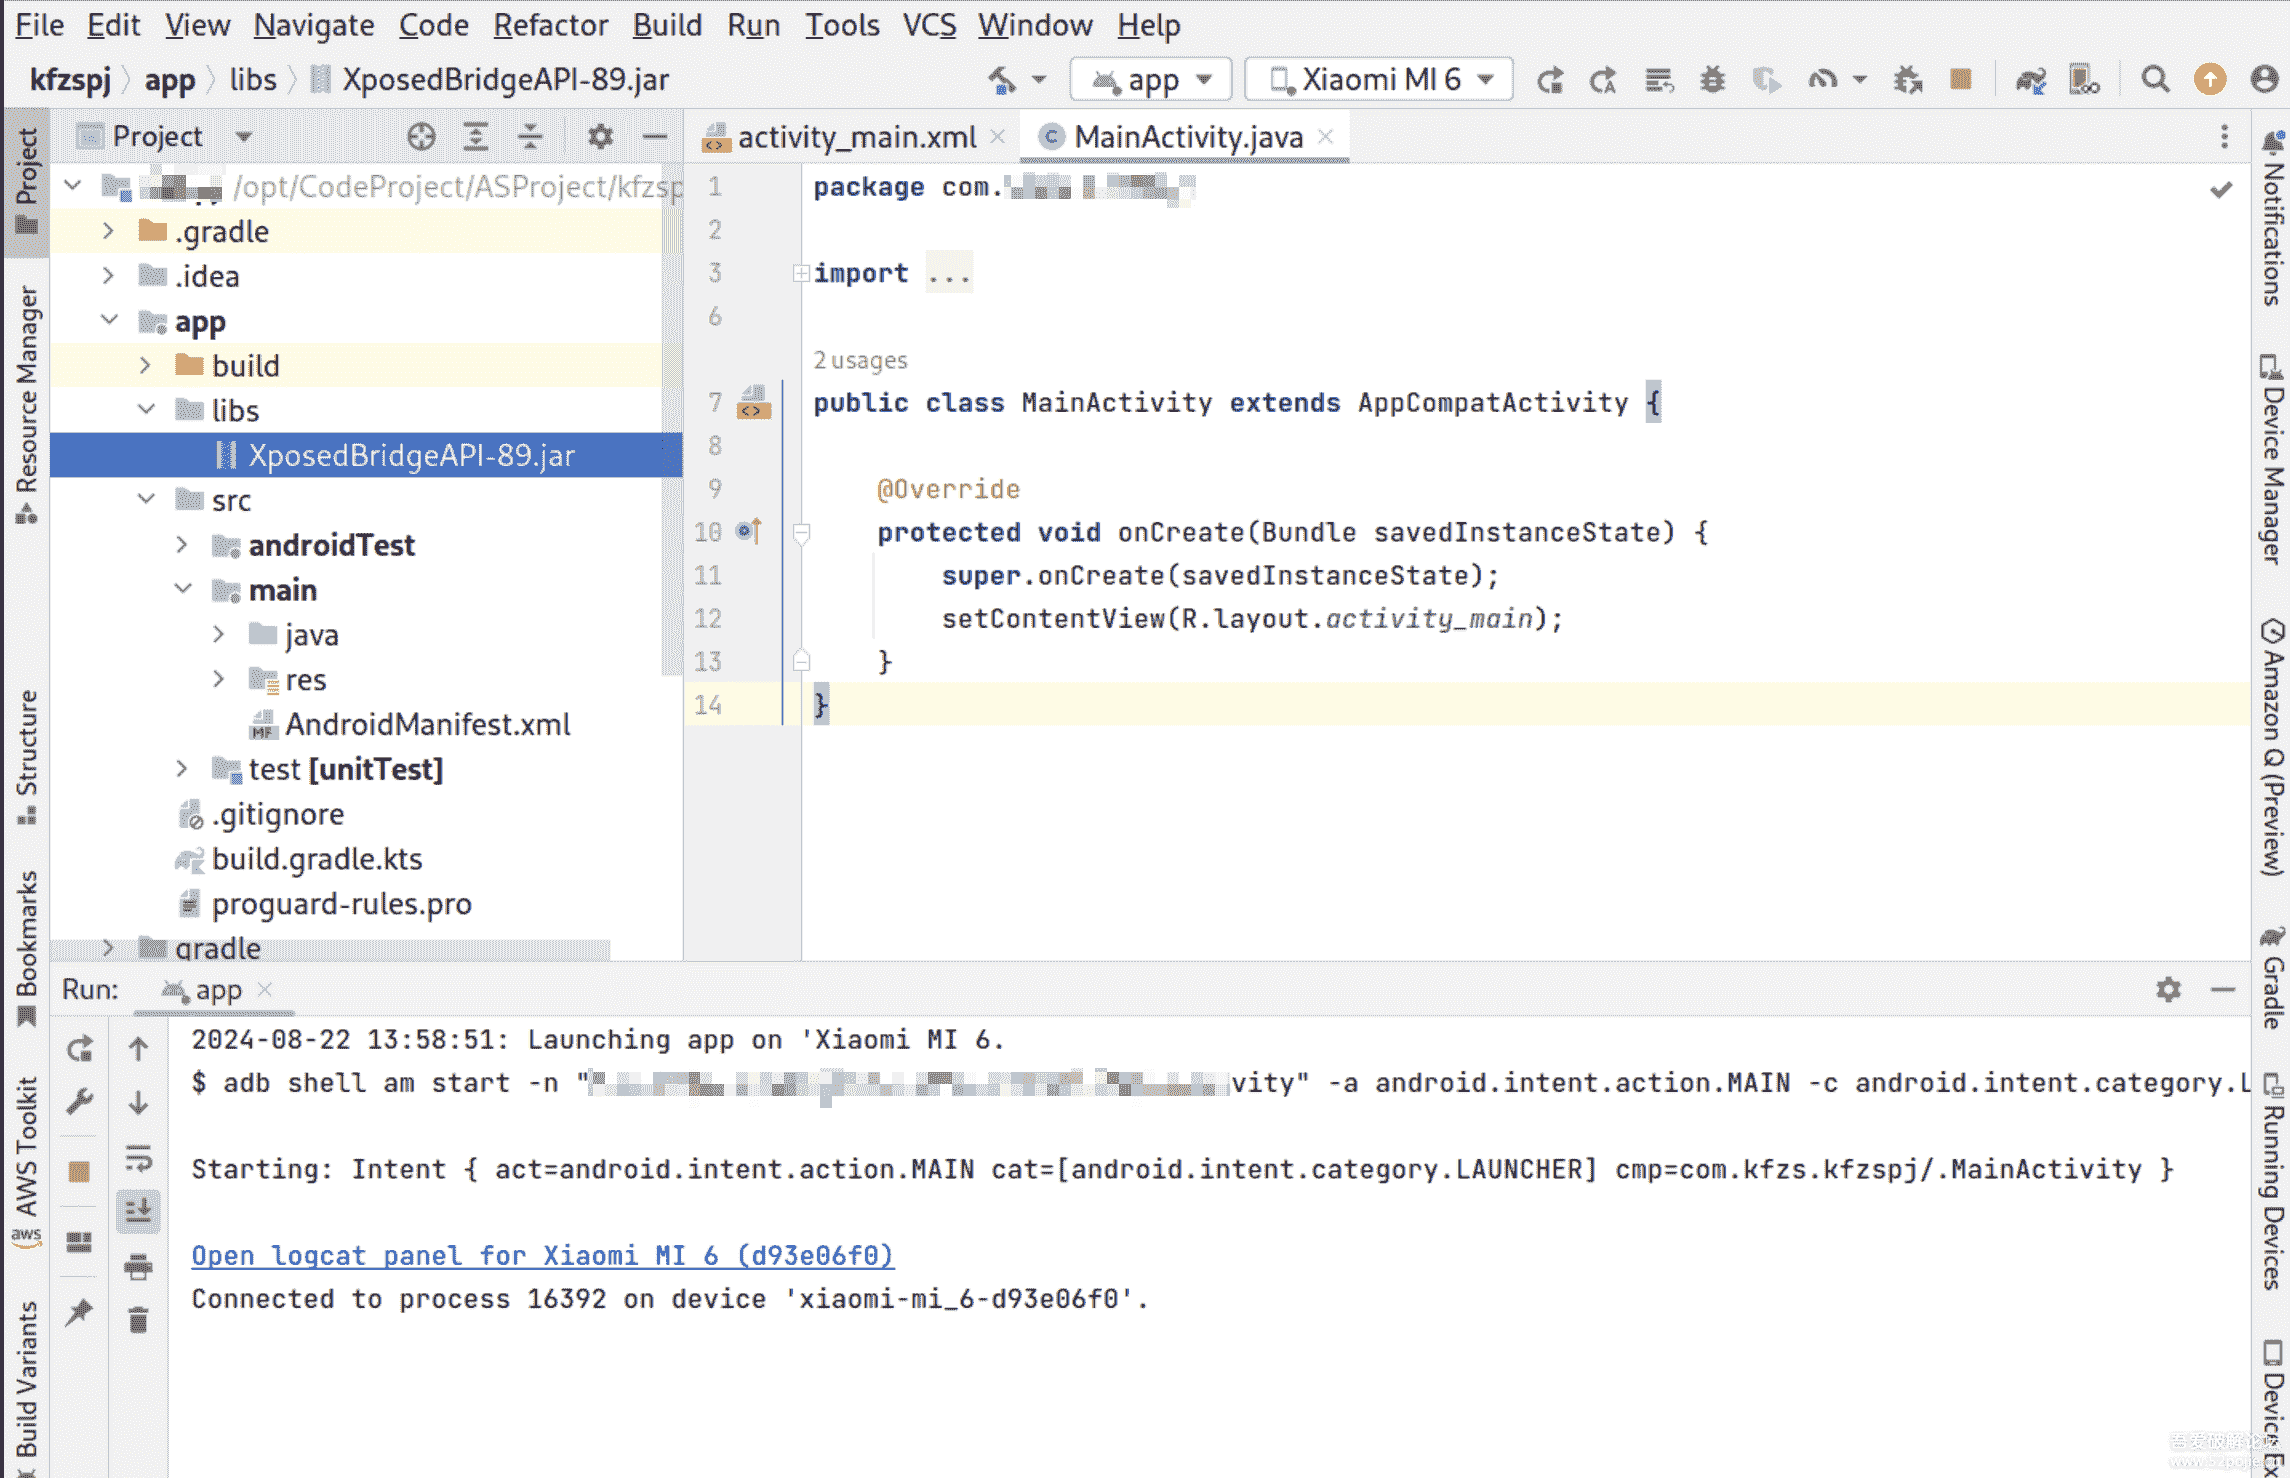 File Edit View Navigate Code Refactor Build Run Tools VCS Window Help
kfzspj app libs XposedBridgeAPI-89.jar
app Xiaomi MI 6
Project
activity_main.xml
MainActivity.java
Project
Resource Manager
Structure
Bookmarks
AWS Toolkit
aws
Build Variants
/opt/CodeProject/ASProject/kfzsp
.gradle
.idea
app
build
libs
XposedBridgeAPI-89.jar
src
androidTest
main
java
res
AndroidManifest.xml
test [unitTest]
.gitignore
build.gradle.kts
proguard-rules.pro
gradle
1 package com.
2
3 import ...
6
2 usages
7 public class MainActivity extends AppCompatActivity {
8
9 @Override
10 protected void onCreate(Bundle savedInstanceState) {
11 super.onCreate(savedInstanceState);
12 setContentView(R.layout.activity_main);
13 }
14 }
Notifications
Device Manager
Amazon Q (Preview)
Gradle
Running Devices
Device Ex
Run: app
2024-08-22 13:58:51: Launching app on 'Xiaomi MI 6.
$ adb shell am start -n "vity" -a android.intent.action.MAIN -c android.intent.category.L
Starting: Intent { act=android.intent.action.MAIN cat=[android.intent.category.LAUNCHER] cmp=com.kfzs.kfzspj/.MainActivity }
Open logcat panel for Xiaomi MI 6 (d93e06f0)
Connected to process 16392 on device 'xiaomi-mi_6-d93e06f0'.